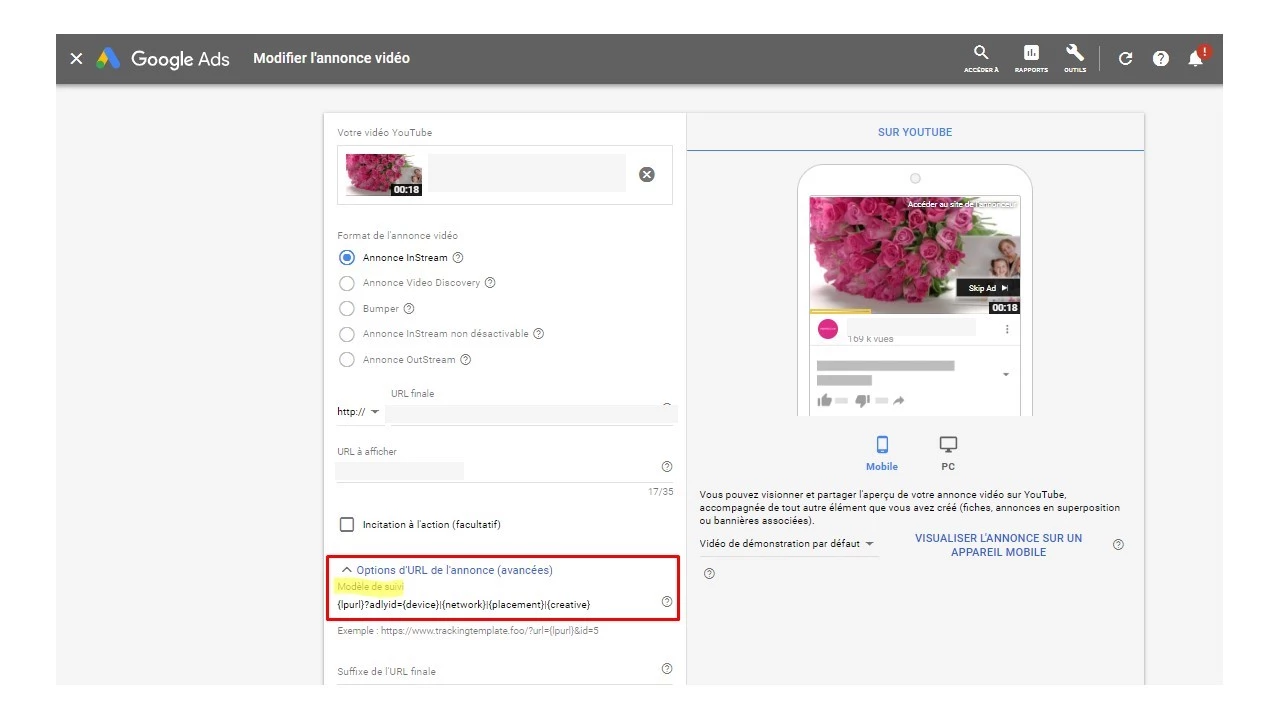 Google Ads
Modifier l'annonce vidéo
ACCÉDER À
RAPPORTS
OUTILS
Votre vidéo YouTube
00:18
Format de l'annonce vidéo
Annonce InStream
Annonce Video Discovery
Bumper
Annonce InStream non désactivable
Annonce OutStream
URL finale
http://
URL à afficher
17/35
Incitation à l'action (facultatif)
Options d'URL de l'annonce (avancées)
Modèle de suivi
{lpurl}?adlyid={device}|{network}|{placement}|{creative}
Exemple : https://www.trackingtemplate.foo/?url={lpurl}&id=5
Suffixe de l'URL finale
SUR YOUTUBE
Accéder au site de l'annonceur
Skip Ad
00:18
169 k vues
Mobile
PC
Vous pouvez visionner et partager l'aperçu de votre annonce vidéo sur YouTube,
accompagnée de tout autre élément que vous avez créé (fiches, annonces en superposition
ou bannières associées).
Vidéo de démonstration par défaut
VISUALISER L'ANNONCE SUR UN
APPAREIL MOBILE